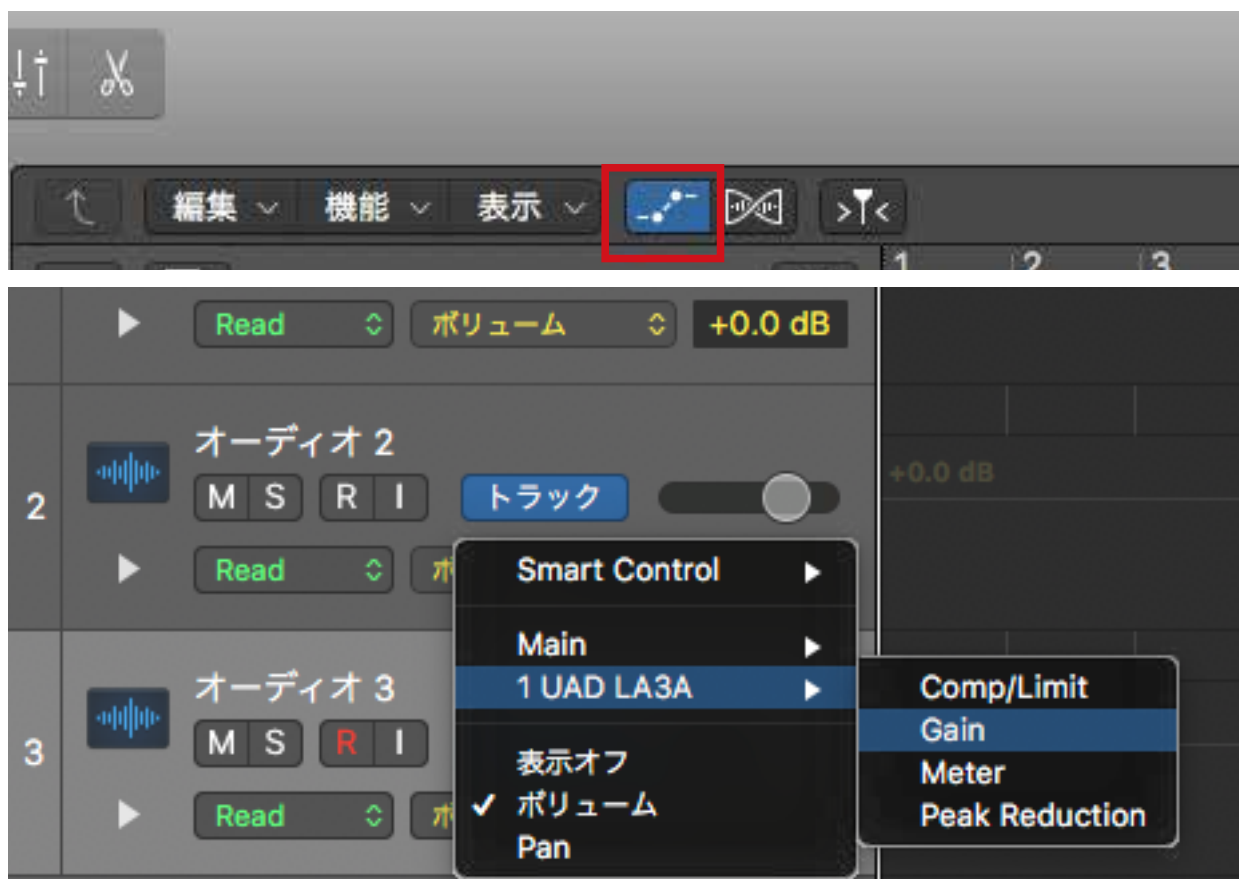 編集 機能 表示
1 2 3
Read ボリューム +0.0 dB
オーディオ 2
2 M S R I トラック
+0.0 dB
Read ボ
Smart Control
Main
1 UAD LA3A
表示オフ
✓ ボリューム
Pan
Comp/Limit
Gain
Meter
Peak Reduction
オーディオ 3
3 M S R I
Read ボ